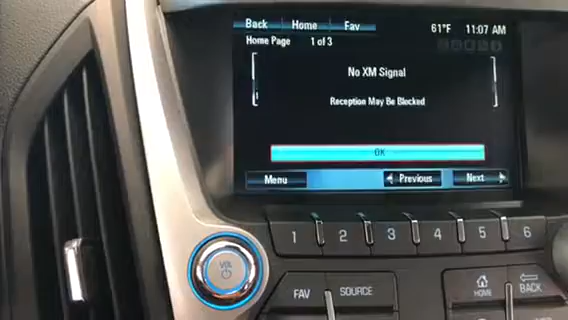 Back Home Fav 61°F 11:07 AM
Home Page 1 of 3
No XM Signal
Reception May Be Blocked
OK
Menu Previous Next
1 2 3 4 5 6
VOL
FAV SOURCE HOME BACK